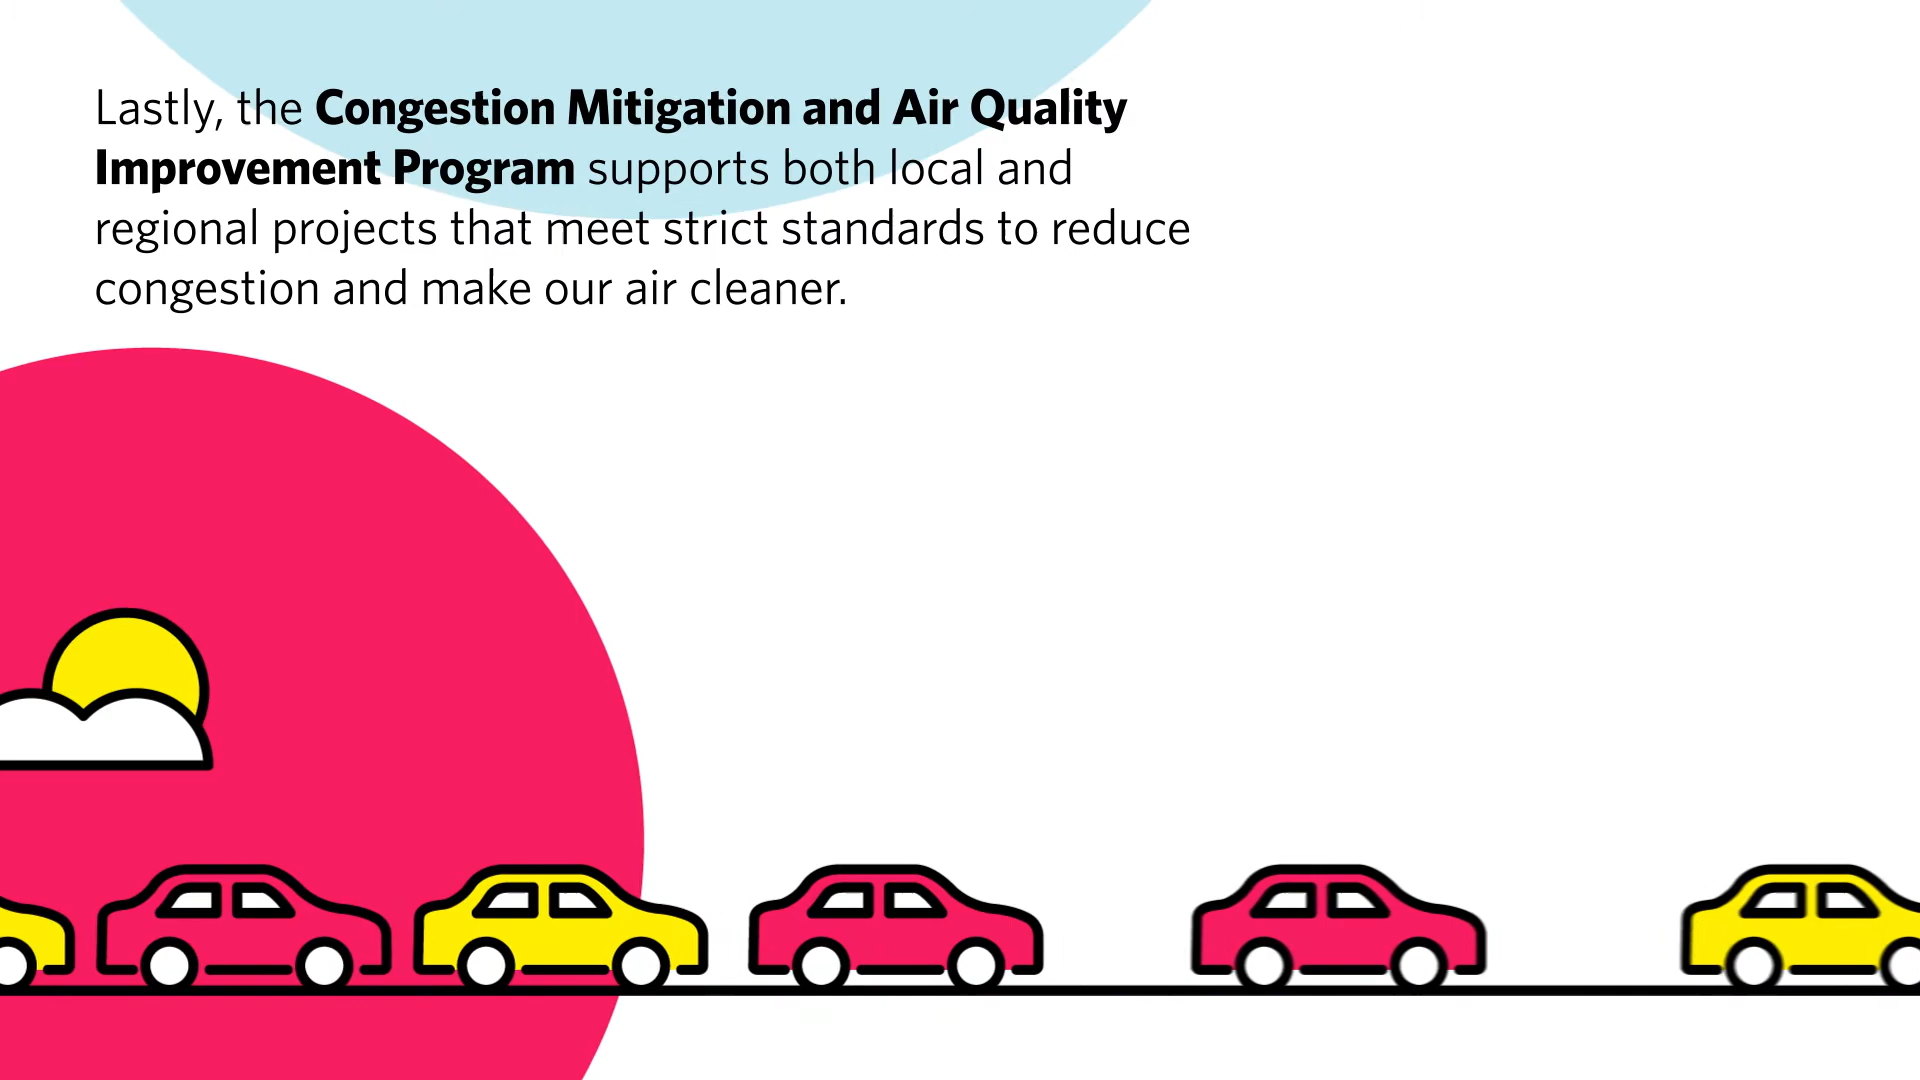 Lastly, the Congestion Mitigation and Air Quality
Improvement Program supports both local and
regional projects that meet strict standards to reduce
congestion and make our air cleaner.